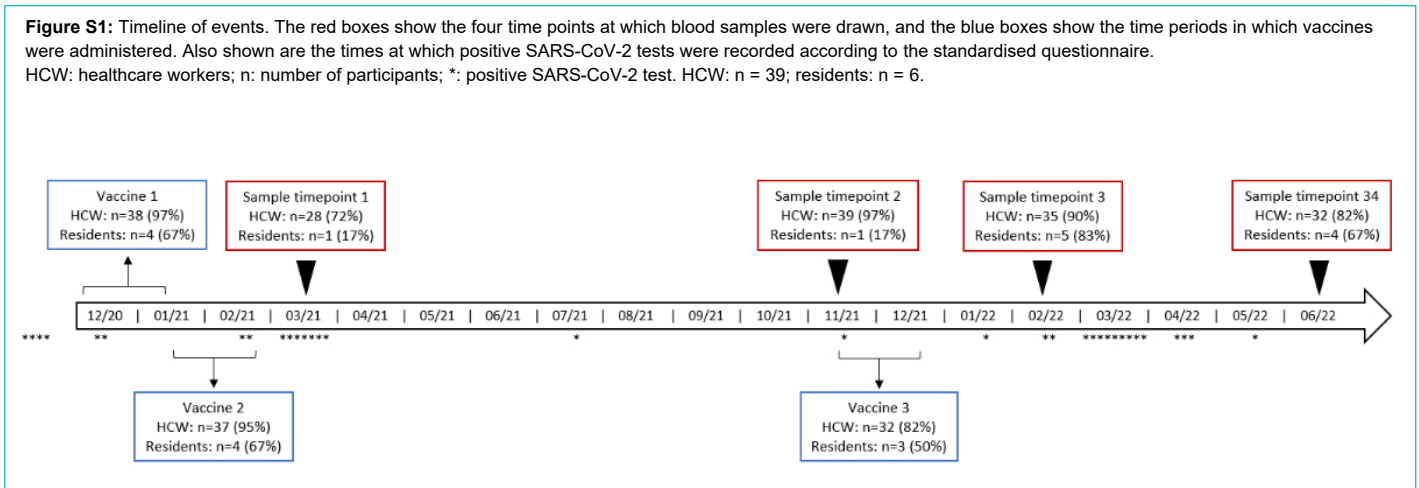 Figure S1: Timeline of events. The red boxes show the four time points at which blood samples were drawn, and the blue boxes show the time periods in which vaccines
were administered. Also shown are the times at which positive SARS-CoV-2 tests were recorded according to the standardised questionnaire.
HCW: healthcare workers; n: number of participants; *: positive SARS-CoV-2 test. HCW: n = 39; residents: n = 6.
Vaccine 1
HCW: n=38 (97%)
Residents: n=4 (67%)
Sample timepoint 1
HCW: n=28 (72%)
Residents: n=1 (17%)
Sample timepoint 2
HCW: n=39 (97%)
Residents: n=1 (17%)
Sample timepoint 3
HCW: n=35 (90%)
Residents: n=5 (83%)
Sample timepoint 34
HCW: n=32 (82%)
Residents: n=4 (67%)
12/20 | 01/21 | 02/21 | 03/21 | 04/21 | 05/21 | 06/21 | 07/21 | 08/21 | 09/21 | 10/21 | 11/21 | 12/21 | 01/22 | 02/22 | 03/22 | 04/22 | 05/22 | 06/22
**** ** ** ******* * * * ** ********* *** *
Vaccine 2
HCW: n=37 (95%)
Residents: n=4 (67%)
Vaccine 3
HCW: n=32 (82%)
Residents: n=3 (50%)